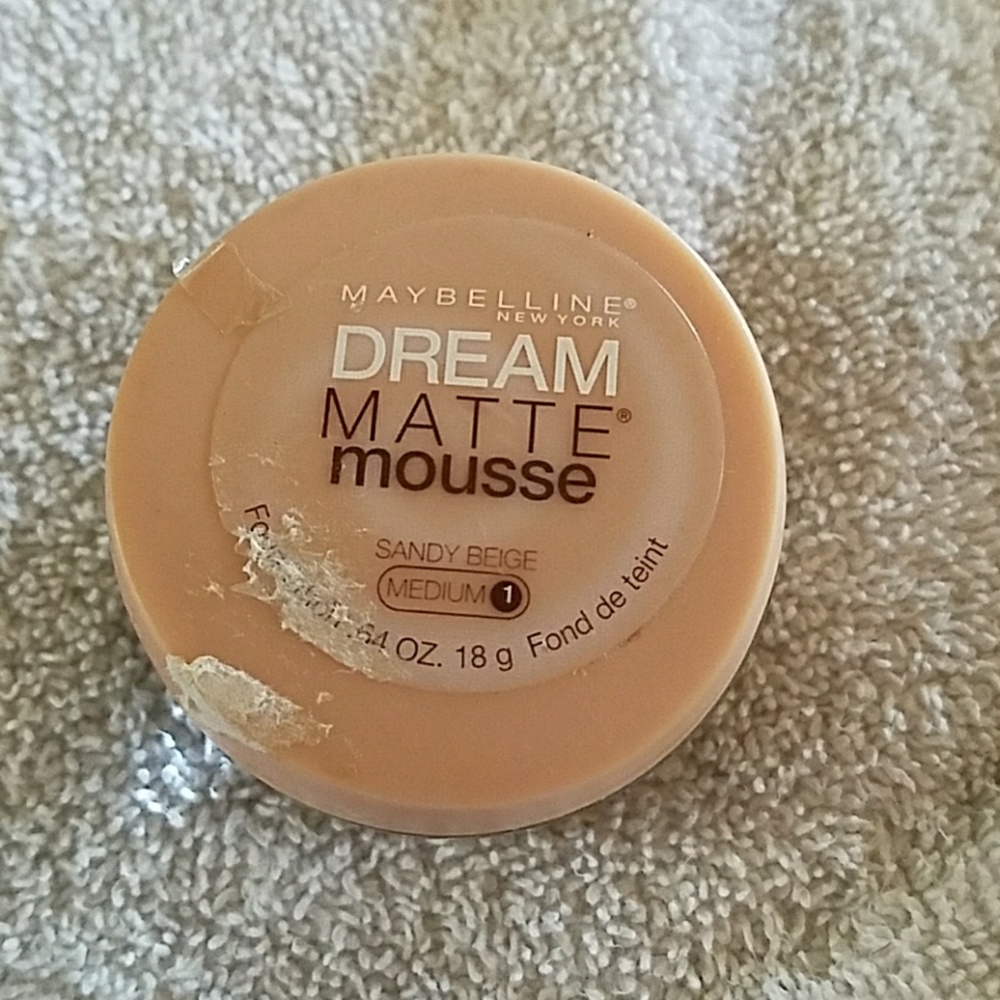 MAYBELLINE®
NEW YORK
DREAM
MATTE®
mousse
SANDY BEIGE
MEDIUM 1
.64 OZ. 18 g Fond de teint